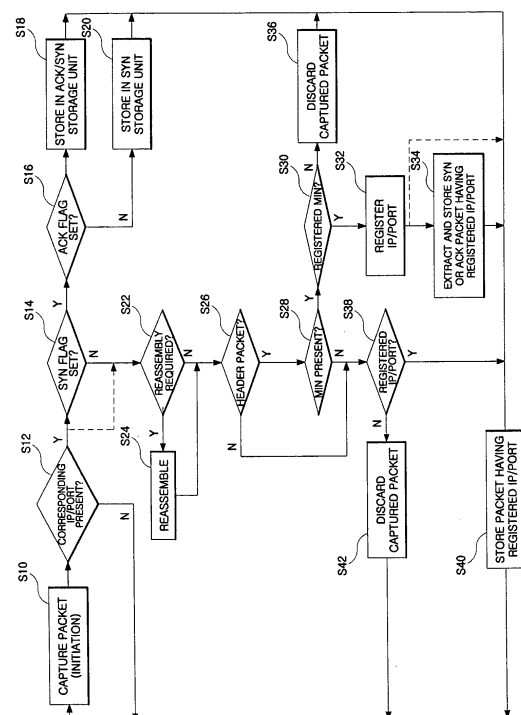 S10
CAPTURE PACKET
(INITIATION)
S12
CORRESPONDING
IP/PORT
PRESENT?
Y
N
S14
SYN FLAG
SET?
Y
N
S16
ACK FLAG
SET?
Y
N
S18
STORE IN ACK/SYN
STORAGE UNIT
S20
STORE IN SYN
STORAGE UNIT
S22
REASSEMBLY
REQUIRED?
Y
N
S24
REASSEMBLE
S26
HEADER PACKET?
N
Y
S28
MIN PRESENT?
Y
N
S30
REGISTERED MIN?
N
Y
S36
DISCARD
CAPTURED PACKET
S32
REGISTER
IP/PORT
S34
EXTRACT AND STORE SYN
OR ACK PACKET HAVING
REGISTERED IP/PORT
S38
REGISTERED
IP/PORT?
N
Y
S42
DISCARD
CAPTURED PACKET
S40
STORE PACKET HAVING
REGISTERED IP/PORT